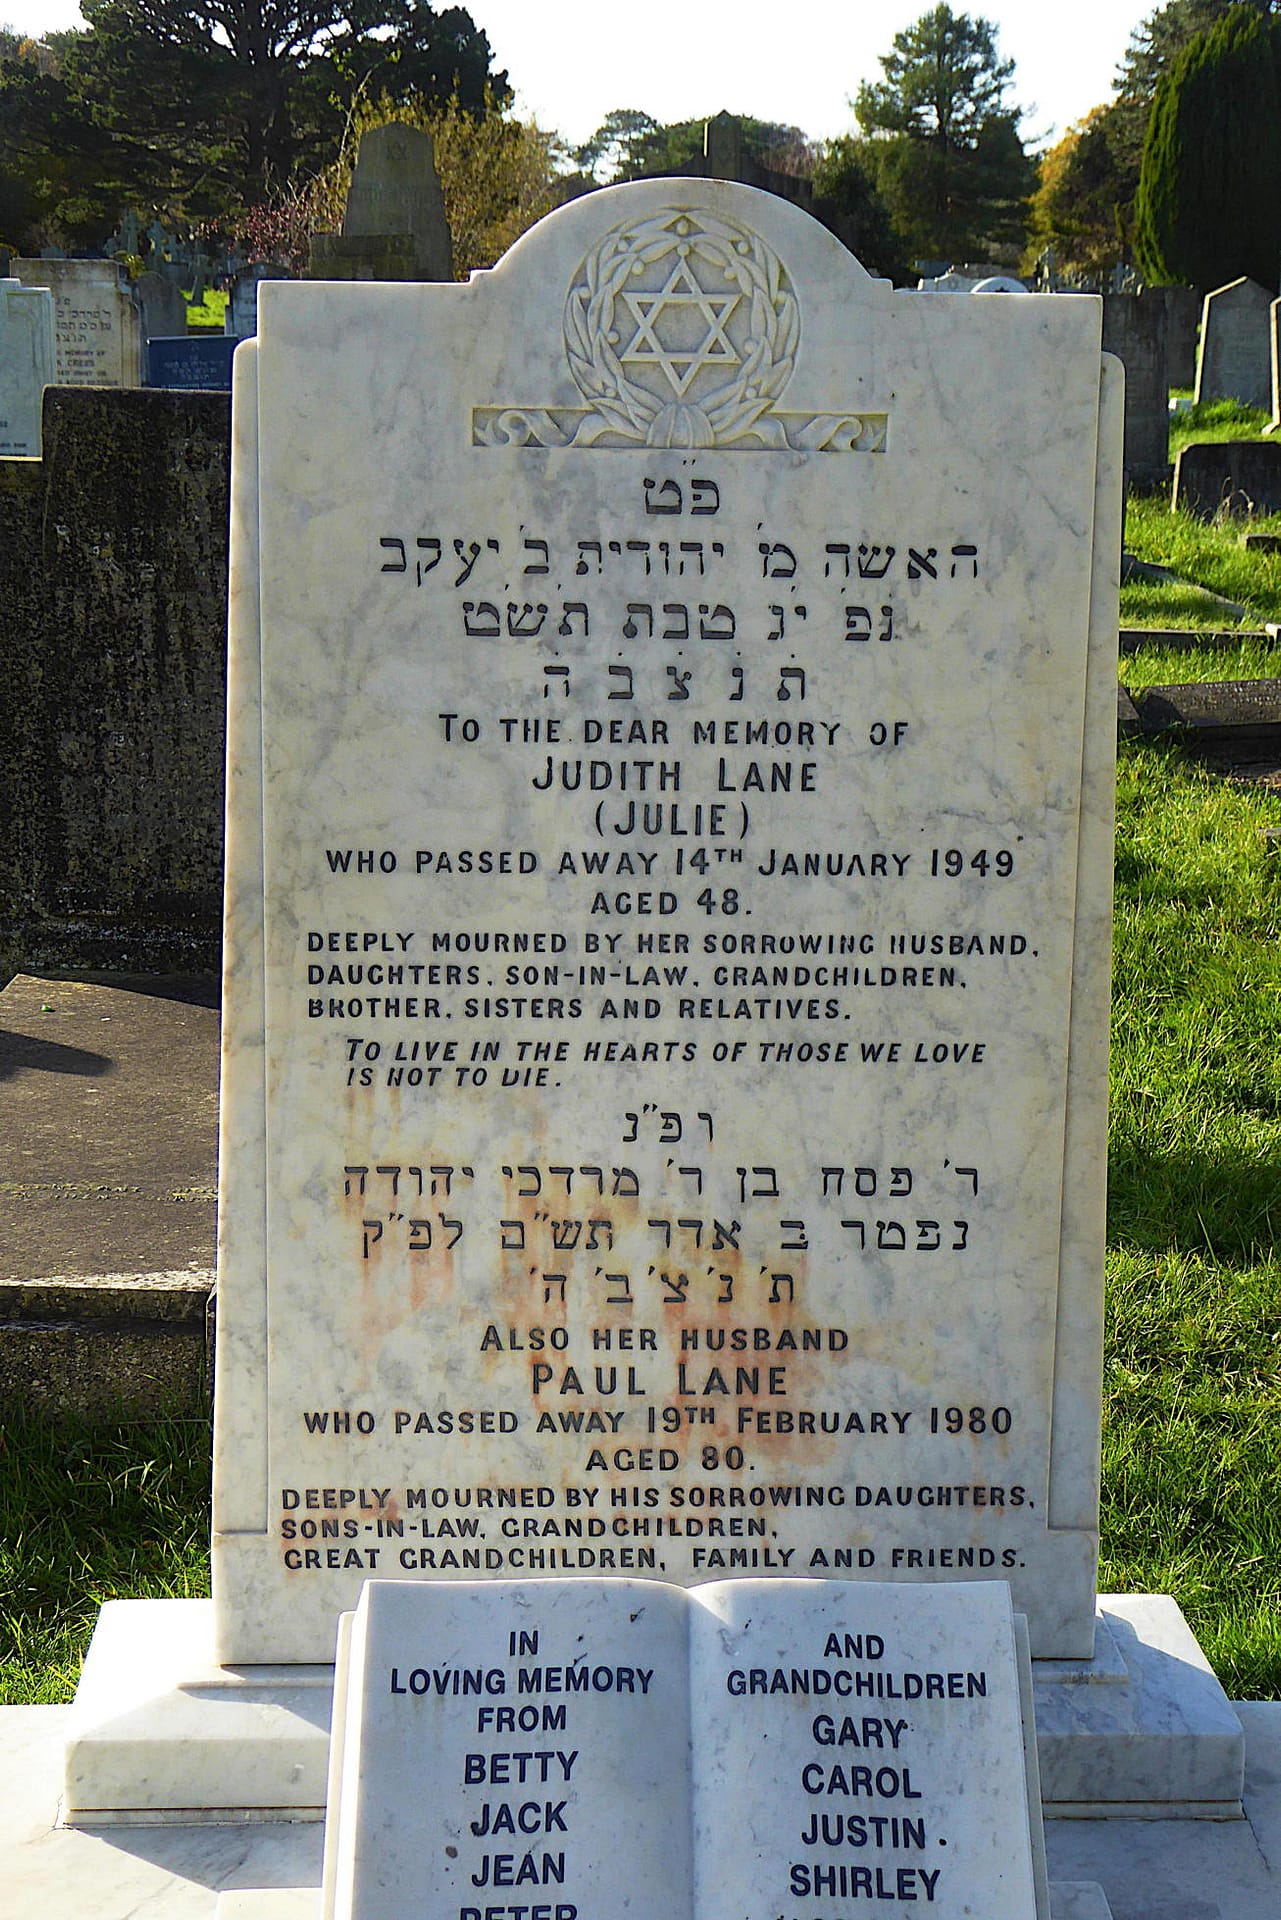 פ״ט
האשה מ׳ יהודית ב׳ יעקב
נפ׳ י׳ג טבת ת׳ש׳ט
ת׳ נ׳ צ׳ ב׳ ה׳
TO THE DEAR MEMORY OF
JUDITH LANE
(JULIE)
WHO PASSED AWAY 14TH JANUARY 1949
AGED 48.
DEEPLY MOURNED BY HER SORROWING HUSBAND,
DAUGHTERS, SON-IN-LAW, GRANDCHILDREN,
BROTHER, SISTERS AND RELATIVES.
TO LIVE IN THE HEARTS OF THOSE WE LOVE
IS NOT TO DIE.
ופ״נ
ר׳ פסח בן ר׳ מרדכי יהודה
נפטר ב׳ אדר תש״ם לפ״ק
ת׳ נ׳ צ׳ ב׳ ה׳
ALSO HER HUSBAND
PAUL LANE
WHO PASSED AWAY 19TH FEBRUARY 1980
AGED 80.
DEEPLY MOURNED BY HIS SORROWING DAUGHTERS,
SONS-IN-LAW, GRANDCHILDREN,
GREAT GRANDCHILDREN, FAMILY AND FRIENDS.
IN
LOVING MEMORY
FROM
BETTY
JACK
JEAN
PETER
AND
GRANDCHILDREN
GARY
CAROL
JUSTIN
SHIRLEY